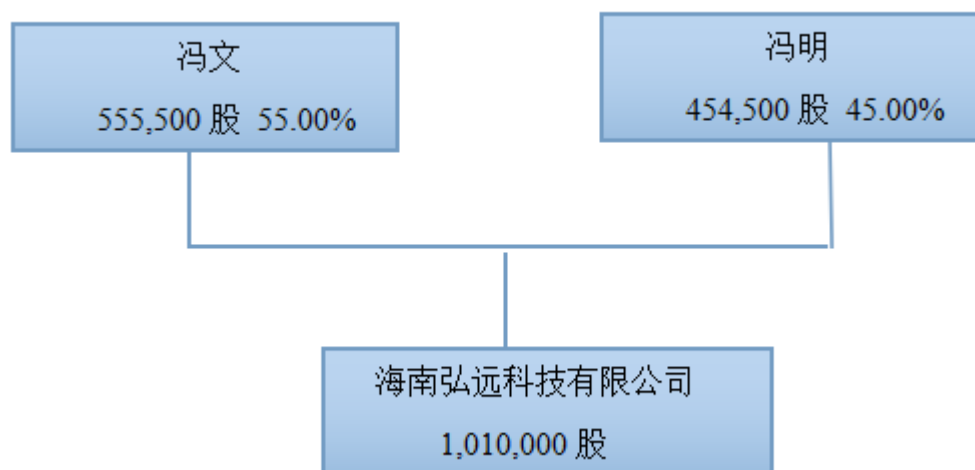 冯文
555,500 股 55.00%
冯明
454,500 股 45.00%
海南弘远科技有限公司
1,010,000 股